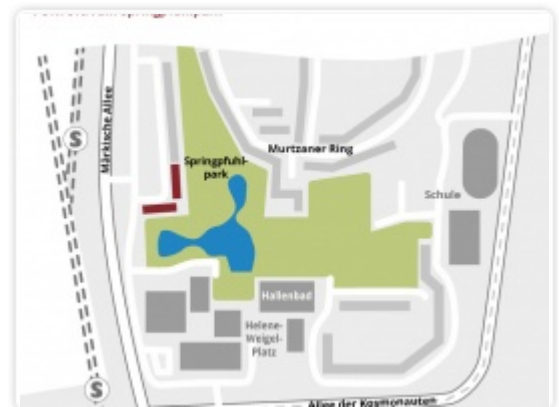 Märkische Allee
S
Murtzaner Ring
Springpfuhl-
park
Schule
Hallenbad
Helene-
Weigel-
Platz
S
Allee der Kosmonauten